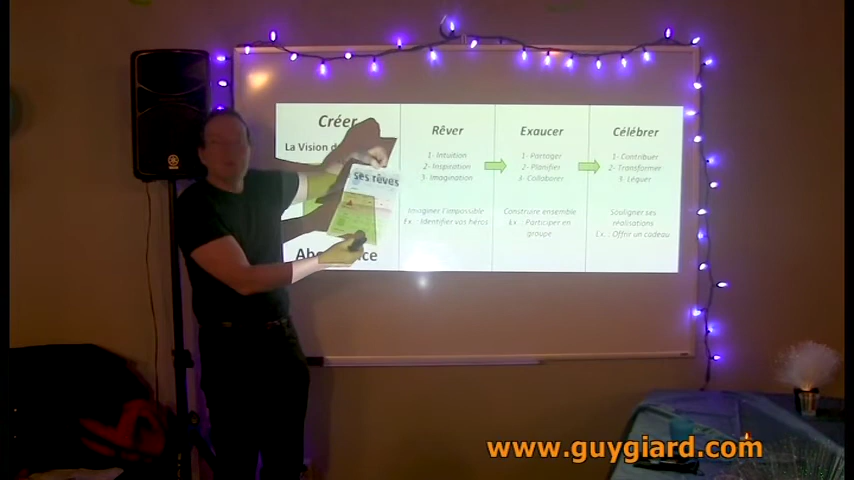 Créer
La Vision d
Ab
ce
ses rêves
Rêver
1- Intuition
2- Inspiration
3- Imagination
Imaginer l'impossible
Ex. : Identifier vos héros
Exaucer
1- Partager
2- Planifier
3- Collaborer
Construire ensemble
Ex : Participer en
groupe
Célébrer
1- Contribuer
2- Transformer
3- Léguer
Souligner ses
réalisations
Ex. : Offrir un cadeau
YAMAHA
www.guygiard.com